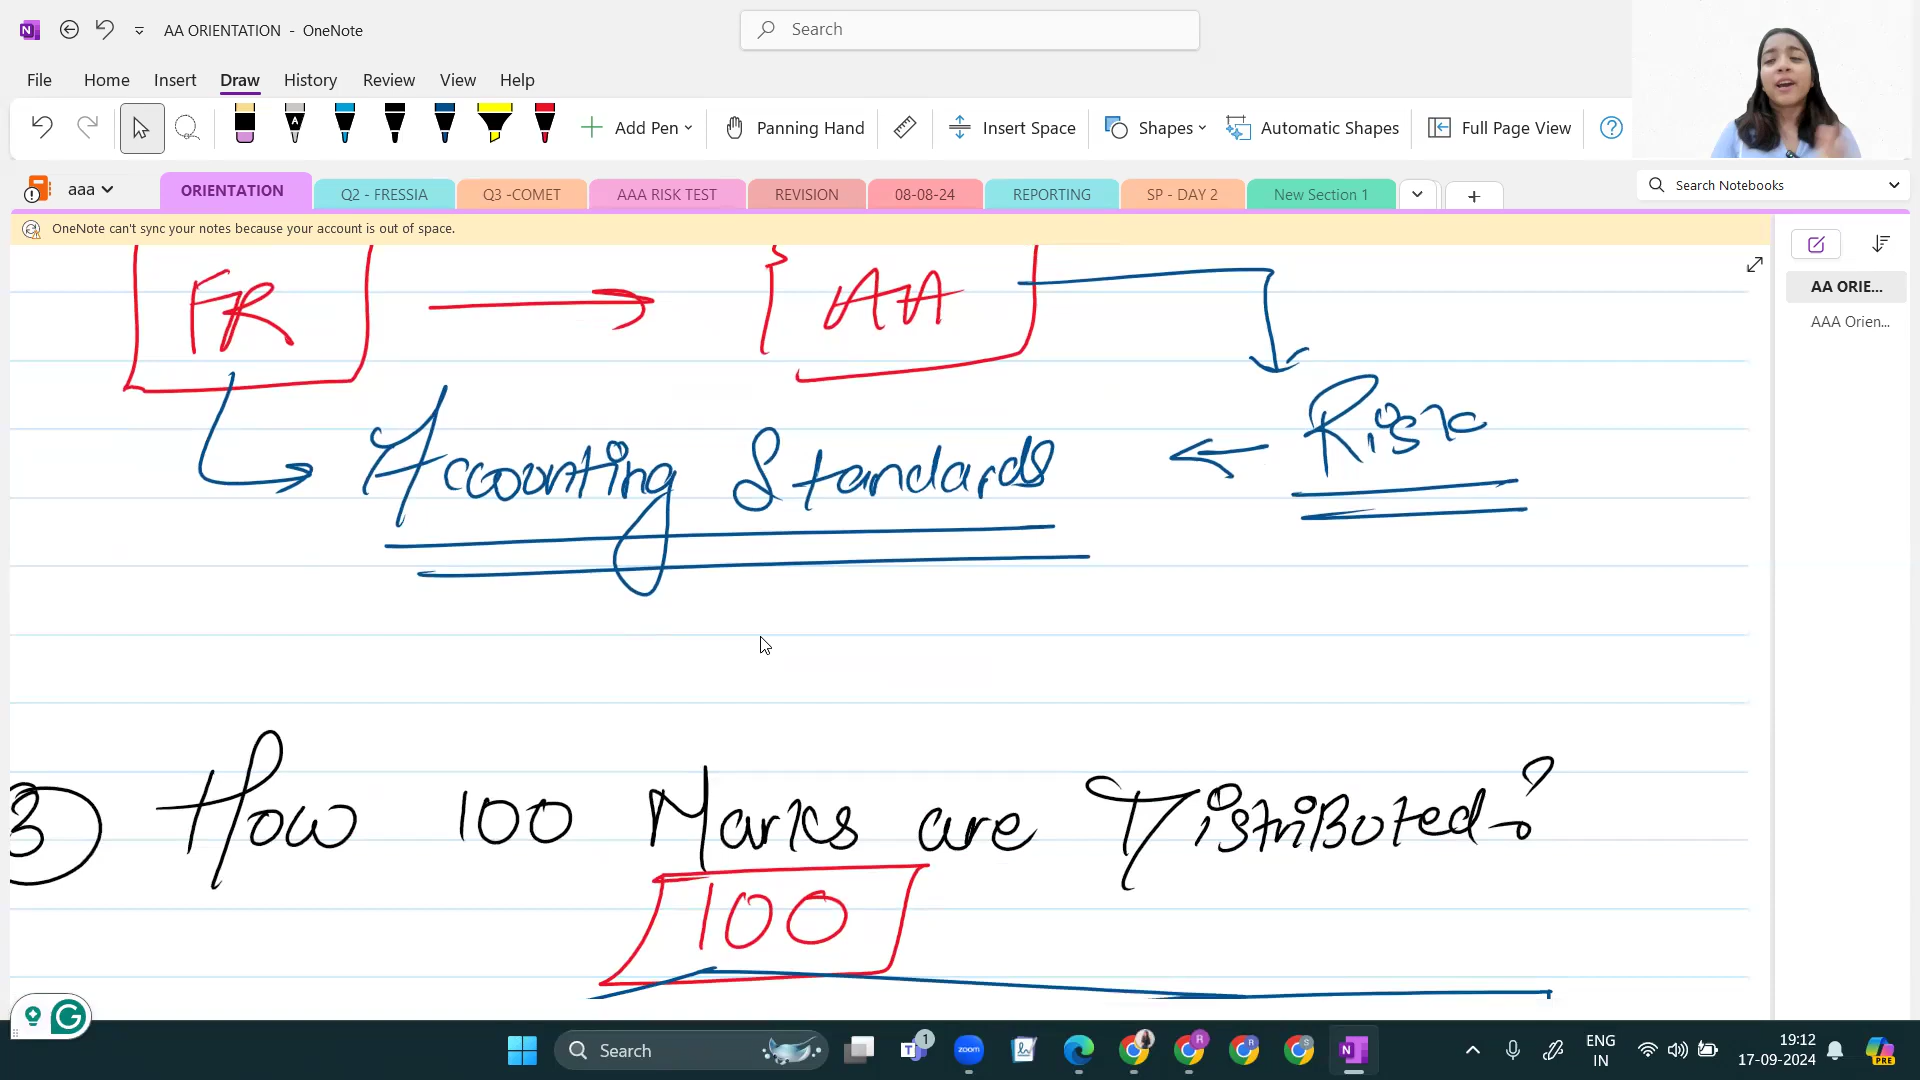 AA ORIENTATION - OneNote
Search
File Home Insert Draw History Review View Help
Add Pen Panning Hand Insert Space Shapes Automatic Shapes Full Page View
aaa ORIENTATION Q2 - FRESSIA Q3 -COMET AAA RISK TEST REVISION 08-08-24 REPORTING SP - DAY 2 New Section 1
Search Notebooks
OneNote can't sync your notes because your account is out of space.
AA ORIE...
AAA Orien...
FR AA
Risk
Accounting Standards
3 How 100 Marks are Distributed?
100
Search
1
zoom
ENG
IN
19:12
17-09-2024
PRE